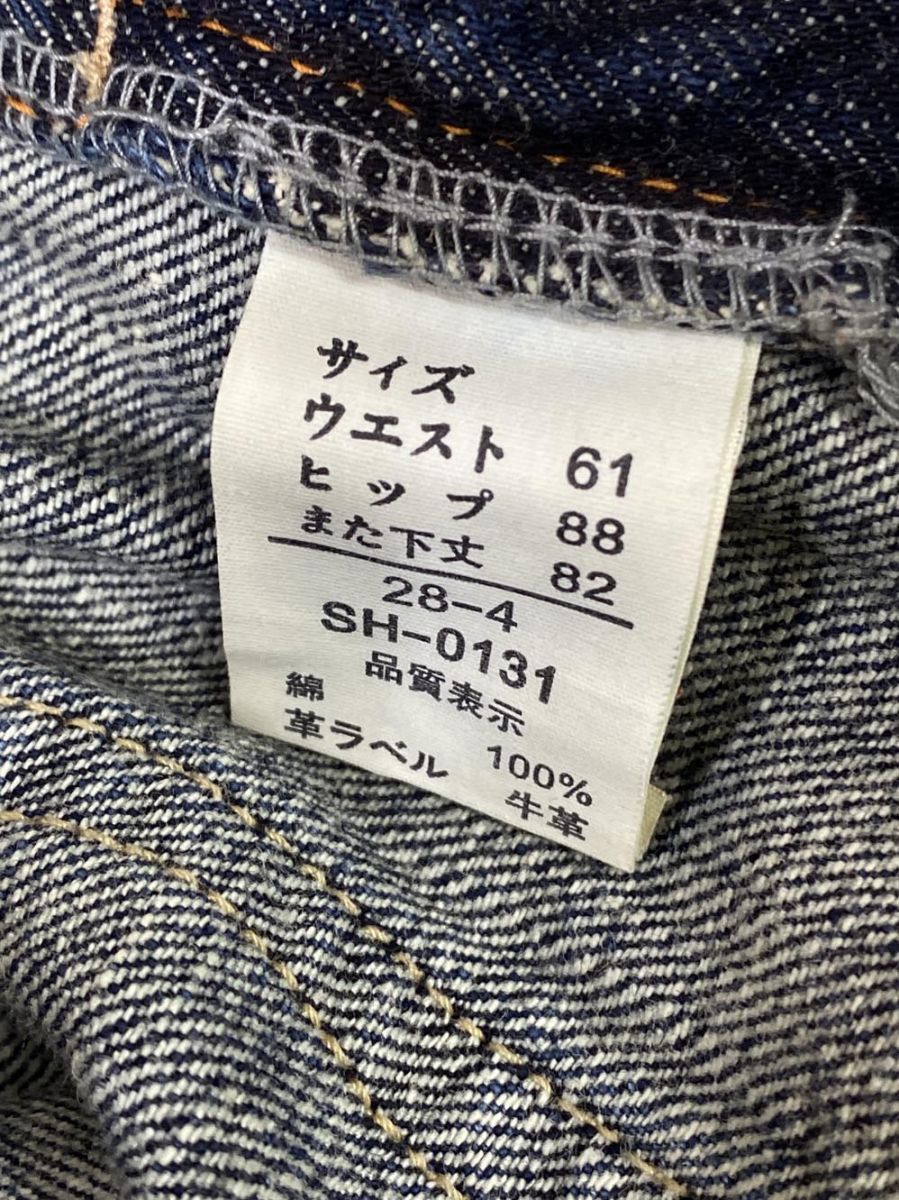 サイズ
ウエスト 61
ヒップ 88
また下丈 82
28-4
SH-0131
品質表示
綿 100%
革ラベル 牛革